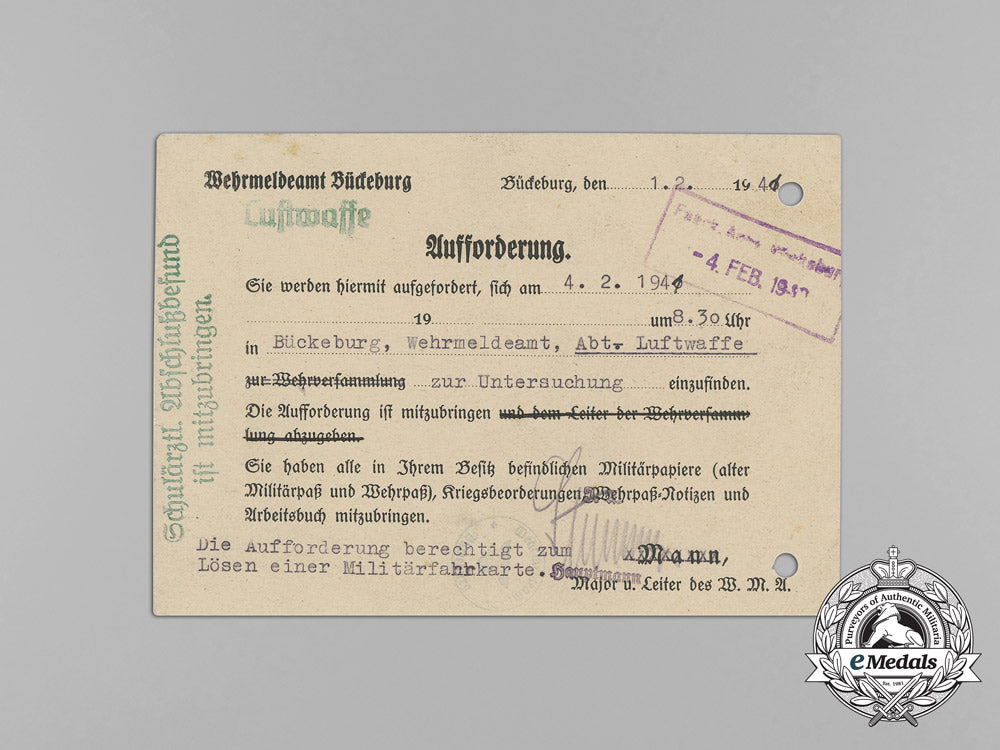 Wehrmeldeamt Bückeburg
Bückeburg, den 1.2. 194
Luftwaffe
Aufforderung.
-4. FEB. 19
Sie werden hiermit aufgefordert, sich am 4. 2. 194
19 um 8.30 Uhr
in Bückeburg, Wehrmeldeamt, Abt. Luftwaffe
zur Wehrversammlung zur Untersuchung einzufinden.
Die Aufforderung ist mitzubringen und dem Leiter der Wehrversamm-
lung abzugeben.
Sie haben alle in Ihrem Besitz befindlichen Militärpapiere (alter
Militärpaß und Wehrpaß), Kriegsbeorderungen, Wehrpaß-Notizen und
Arbeitsbuch mitzubringen.
Die Aufforderung berechtigt zum
Lösen einer Militärfahrkarte.
Mann,
Hauptmann
Major u. Leiter des W. M. A.
Schulärztl. Abschlußbefund
ist mitzubringen.
Purveyors of Authentic Militaria
eMedals
Est. 1981